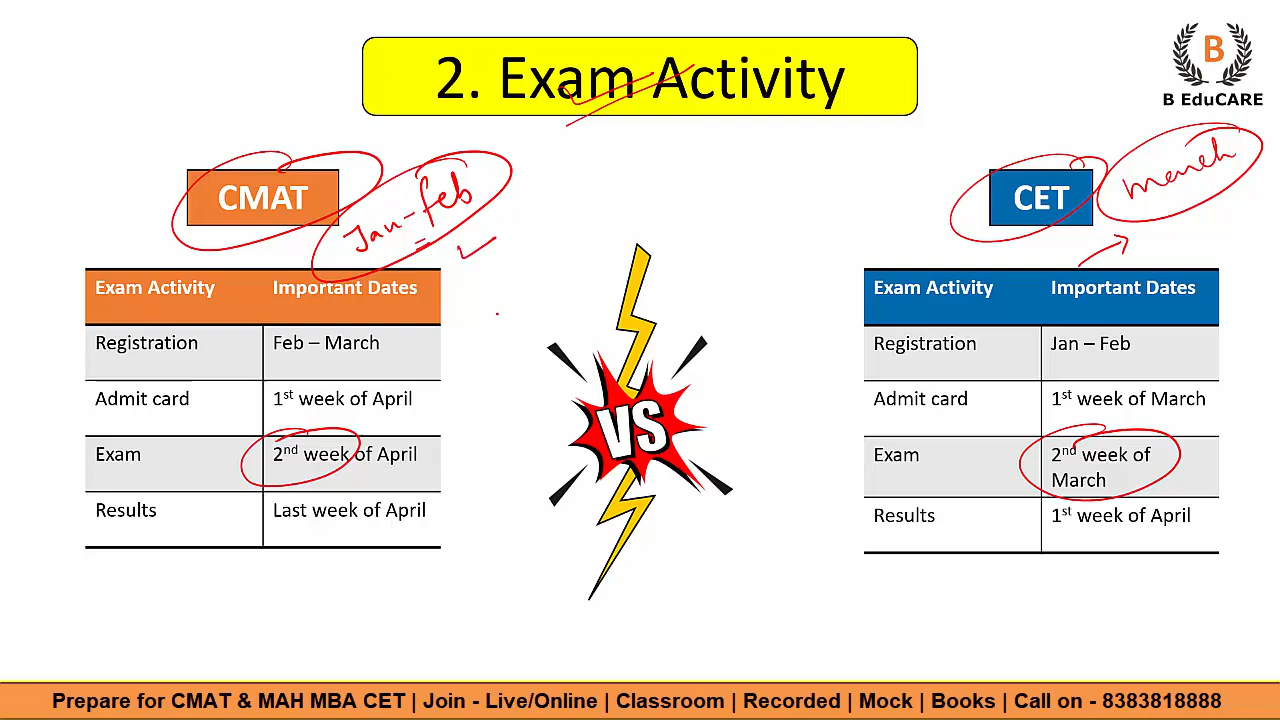 2. Exam Activity
B
B EduCARE
CMAT
Jan-feb
Exam Activity Important Dates
Registration Feb – March
Admit card 1st week of April
Exam 2nd week of April
Results Last week of April
VS
CET
march
Exam Activity Important Dates
Registration Jan – Feb
Admit card 1st week of March
Exam 2nd week of
March
Results 1st week of April
Prepare for CMAT & MAH MBA CET | Join - Live/Online | Classroom | Recorded | Mock | Books | Call on - 8383818888